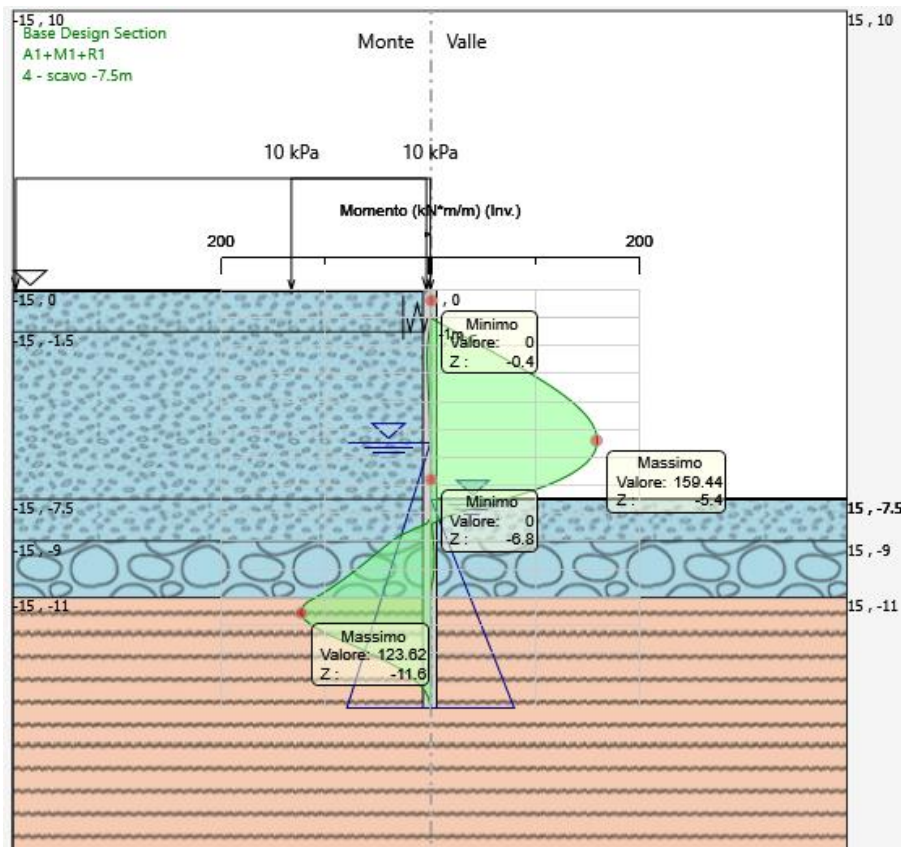 -15 , 10
15 , 10
Base Design Section
A1+M1+R1
4 - scavo -7.5m
Monte
Valle
10 kPa
10 kPa
Momento (kN*m/m) (Inv.)
200
200
-15 , 0
, 0
-15 , -1.5
-1m
Minimo
Valore: 0
Z : -0.4
Massimo
Valore: 159.44
Z : -5.4
Minimo
Valore: 0
Z : -6.8
-15 , -7.5
15 , -7.5
-15 , -9
15 , -9
-15 , -11
15 , -11
Massimo
Valore: 123.62
Z : -11.6